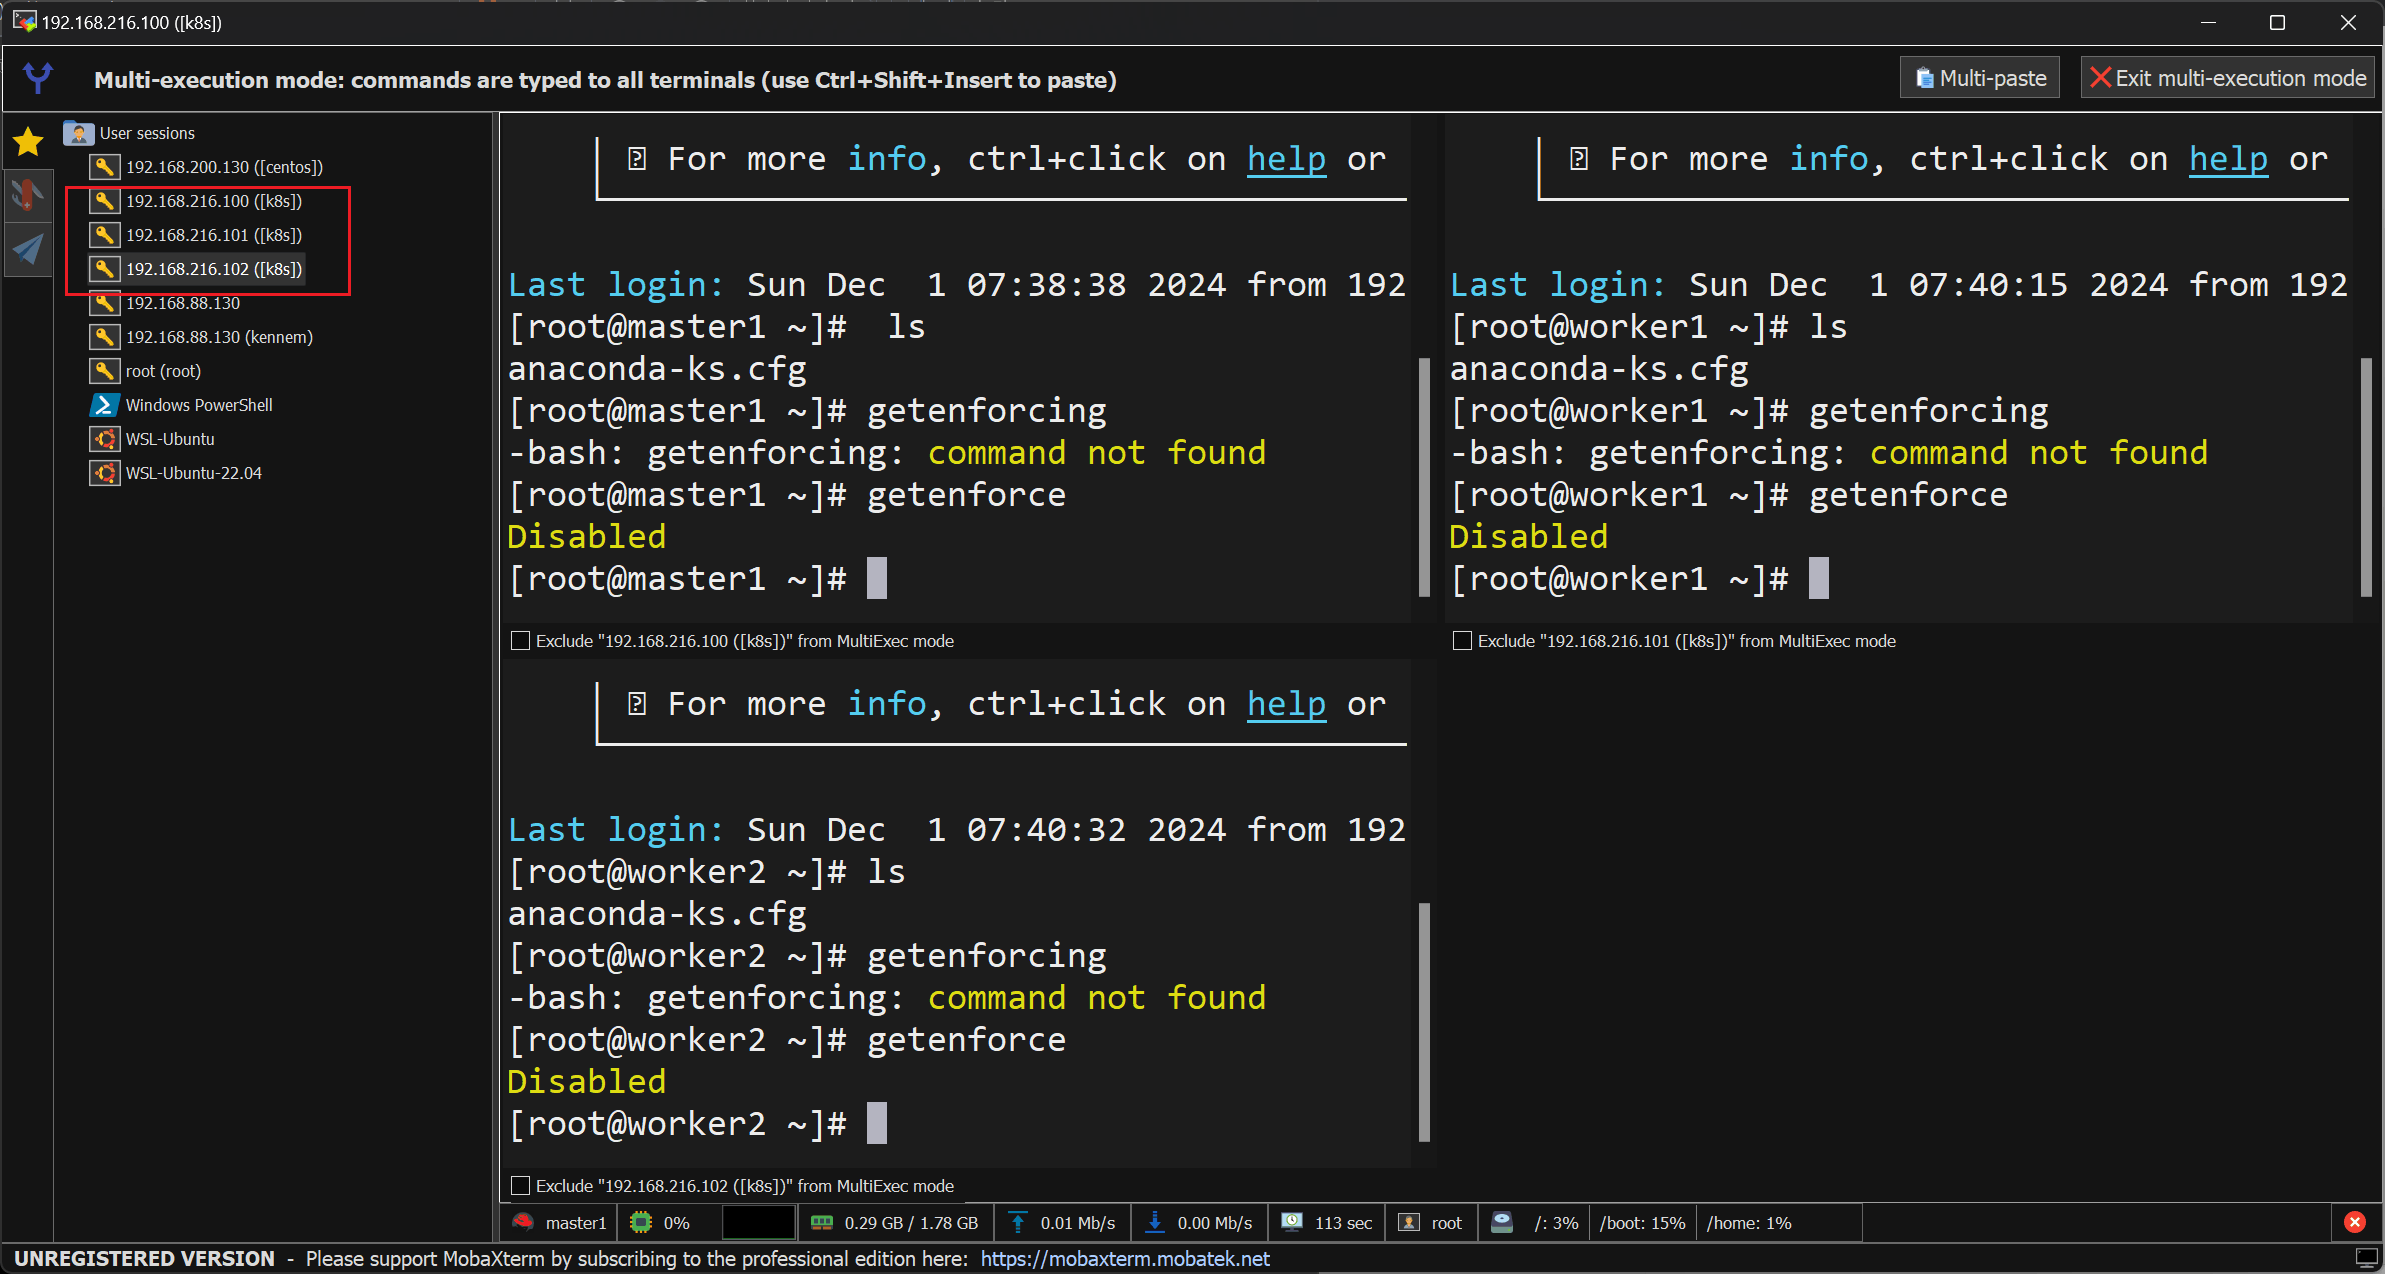 192.168.216.100 ([k8s])
Multi-execution mode: commands are typed to all terminals (use Ctrl+Shift+Insert to paste)
Multi-paste
Exit multi-execution mode
User sessions
192.168.200.130 ([centos])
192.168.216.100 ([k8s])
192.168.216.101 ([k8s])
192.168.216.102 ([k8s])
192.168.88.130
192.168.88.130 (kennem)
root (root)
Windows PowerShell
WSL-Ubuntu
WSL-Ubuntu-22.04
For more info, ctrl+click on help or
Last login: Sun Dec  1 07:38:38 2024 from 192
[root@master1 ~]#  ls
anaconda-ks.cfg
[root@master1 ~]# getenforcing
-bash: getenforcing: command not found
[root@master1 ~]# getenforce
Disabled
[root@master1 ~]#
Exclude "192.168.216.100 ([k8s])" from MultiExec mode
For more info, ctrl+click on help or
Last login: Sun Dec  1 07:40:15 2024 from 192
[root@worker1 ~]# ls
anaconda-ks.cfg
[root@worker1 ~]# getenforcing
-bash: getenforcing: command not found
[root@worker1 ~]# getenforce
Disabled
[root@worker1 ~]#
Exclude "192.168.216.101 ([k8s])" from MultiExec mode
For more info, ctrl+click on help or
Last login: Sun Dec  1 07:40:32 2024 from 192
[root@worker2 ~]# ls
anaconda-ks.cfg
[root@worker2 ~]# getenforcing
-bash: getenforcing: command not found
[root@worker2 ~]# getenforce
Disabled
[root@worker2 ~]#
Exclude "192.168.216.102 ([k8s])" from MultiExec mode
master1 0% 0.29 GB / 1.78 GB 0.01 Mb/s 0.00 Mb/s 113 sec root /: 3% /boot: 15% /home: 1%
UNREGISTERED VERSION - Please support MobaXterm by subscribing to the professional edition here: https://mobaxterm.mobatek.net